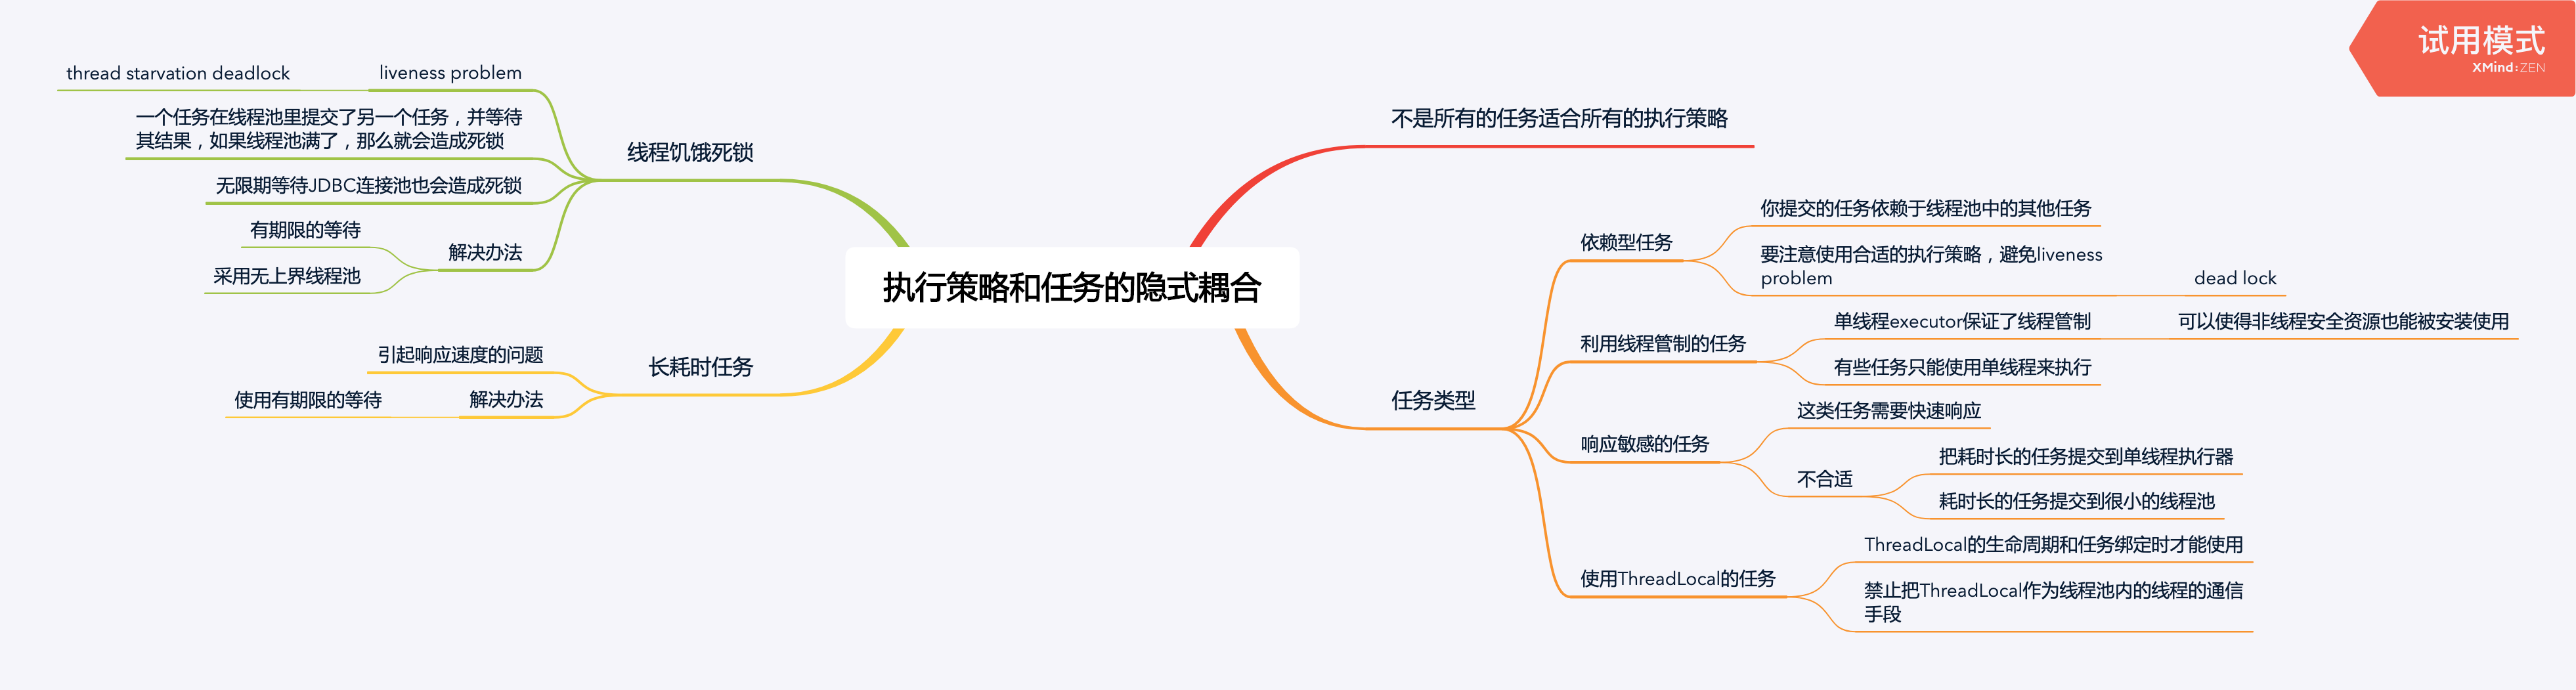 试用模式
XMind:ZEN
执行策略和任务的隐式耦合
不是所有的任务适合所有的执行策略
任务类型
依赖型任务
你提交的任务依赖于线程池中的其他任务
要注意使用合适的执行策略，避免liveness
problem
dead lock
利用线程管制的任务
单线程executor保证了线程管制
可以使得非线程安全资源也能被安装使用
有些任务只能使用单线程来执行
响应敏感的任务
这类任务需要快速响应
不合适
把耗时长的任务提交到单线程执行器
耗时长的任务提交到很小的线程池
使用ThreadLocal的任务
ThreadLocal的生命周期和任务绑定时才能使用
禁止把ThreadLocal作为线程池内的线程的通信
手段
线程饥饿死锁
liveness problem
thread starvation deadlock
一个任务在线程池里提交了另一个任务，并等待
其结果，如果线程池满了，那么就会造成死锁
无限期等待JDBC连接池也会造成死锁
解决办法
有期限的等待
采用无上界线程池
长耗时任务
引起响应速度的问题
解决办法
使用有期限的等待